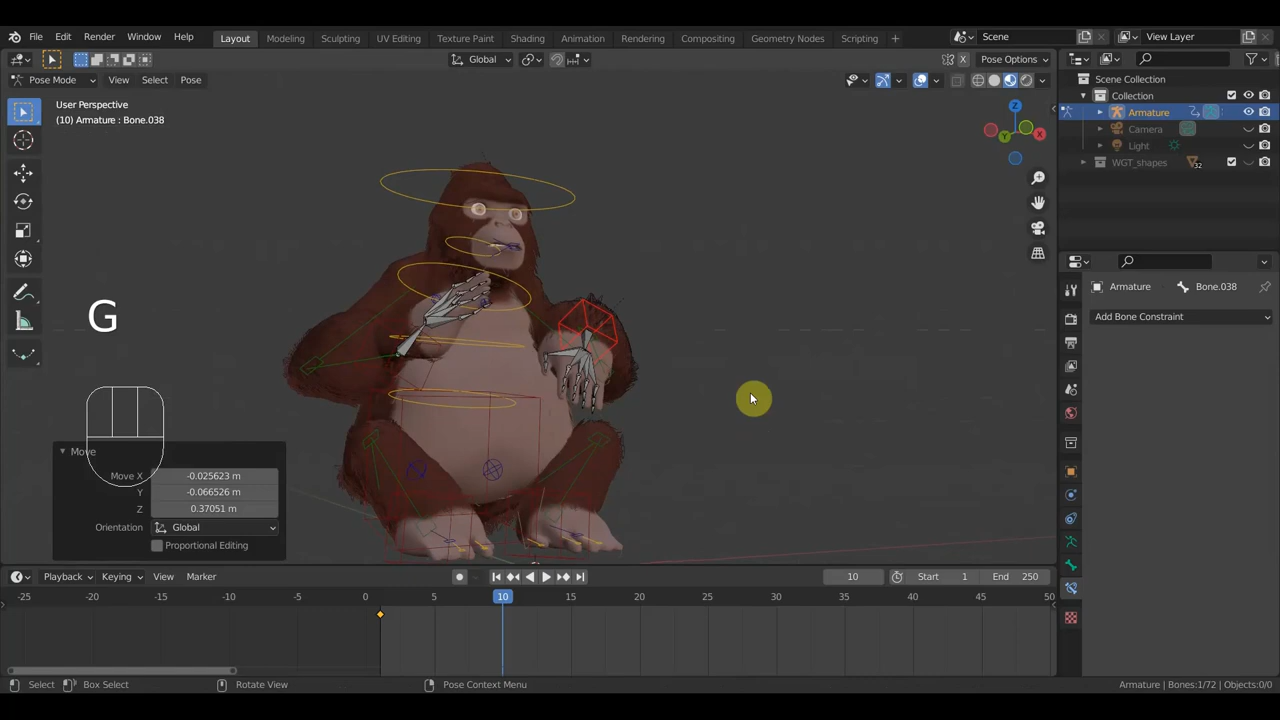 File Edit Render Window Help Layout Modeling Sculpting UV Editing Texture Paint Shading Animation Rendering Compositing Geometry Nodes Scripting + Scene View Layer
Global Pose Options
Pose Mode View Select Pose
User Perspective
(10) Armature : Bone.038
Scene Collection
Collection
Armature
Camera
Light
WGT_shapes 32
Z
X
Y
Armature Bone.038
Add Bone Constraint
G
Move
Move X -0.025623 m
Y -0.066526 m
Z 0.37051 m
Orientation Global
Proportional Editing
Playback Keying View Marker 10 Start 1 End 250
-25 -20 -15 -10 -5 0 5 10 15 20 25 30 35 40 45 50
Select Box Select Rotate View Pose Context Menu Armature | Bones:1/72 | Objects:0/0